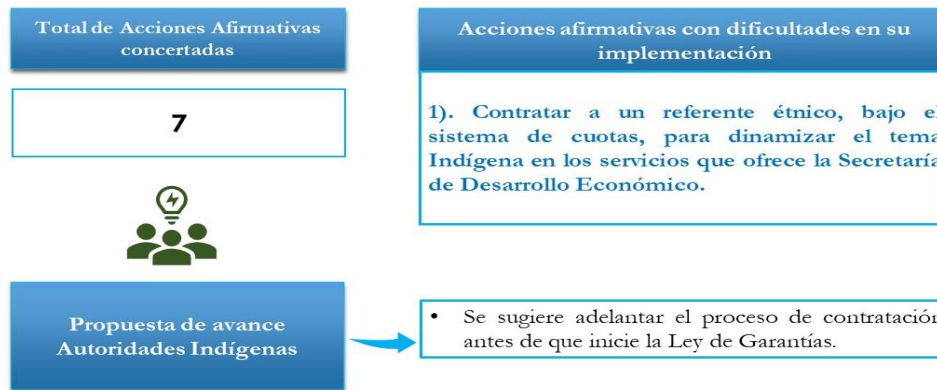 Total de Acciones Afirmativas
concertadas
7
Acciones afirmativas con dificultades en su
implementación
1). Contratar a un referente étnico, bajo el
sistema de cuotas, para dinamizar el tema
Indígena en los servicios que ofrece la Secretaría
de Desarrollo Económico.
Propuesta de avance
Autoridades Indígenas
• Se sugiere adelantar el proceso de contratación
antes de que inicie la Ley de Garantías.